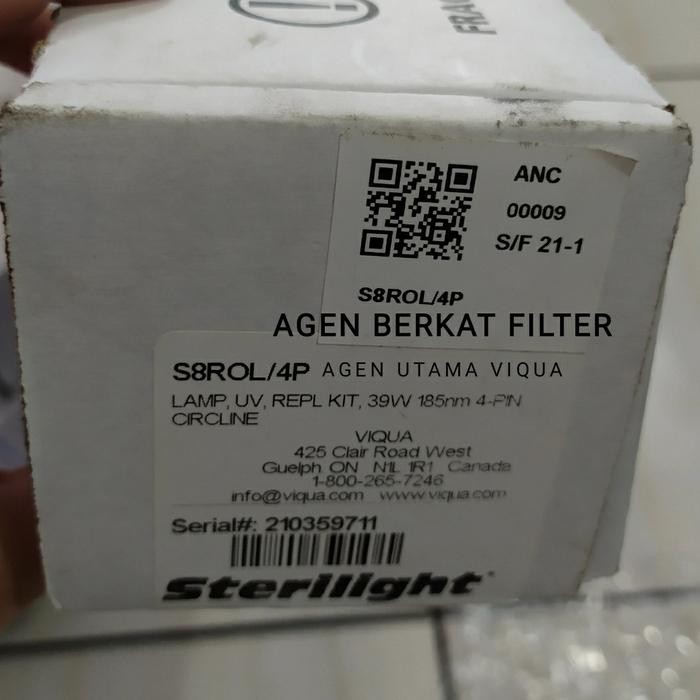 ANC
00009
S/F 21-1
S8ROL/4P
AGEN BERKAT FILTER
AGEN UTAMA VIQUA
S8ROL/4P
LAMP, UV, REPL KIT, 39W 185nm 4-PIN
CIRCLINE
VIQUA
425 Clair Road West
Guelph ON N1L 1R1 Canada
1-800-265-7246
info@viqua.com www.viqua.com
Serial#: 210359711
Sterilight